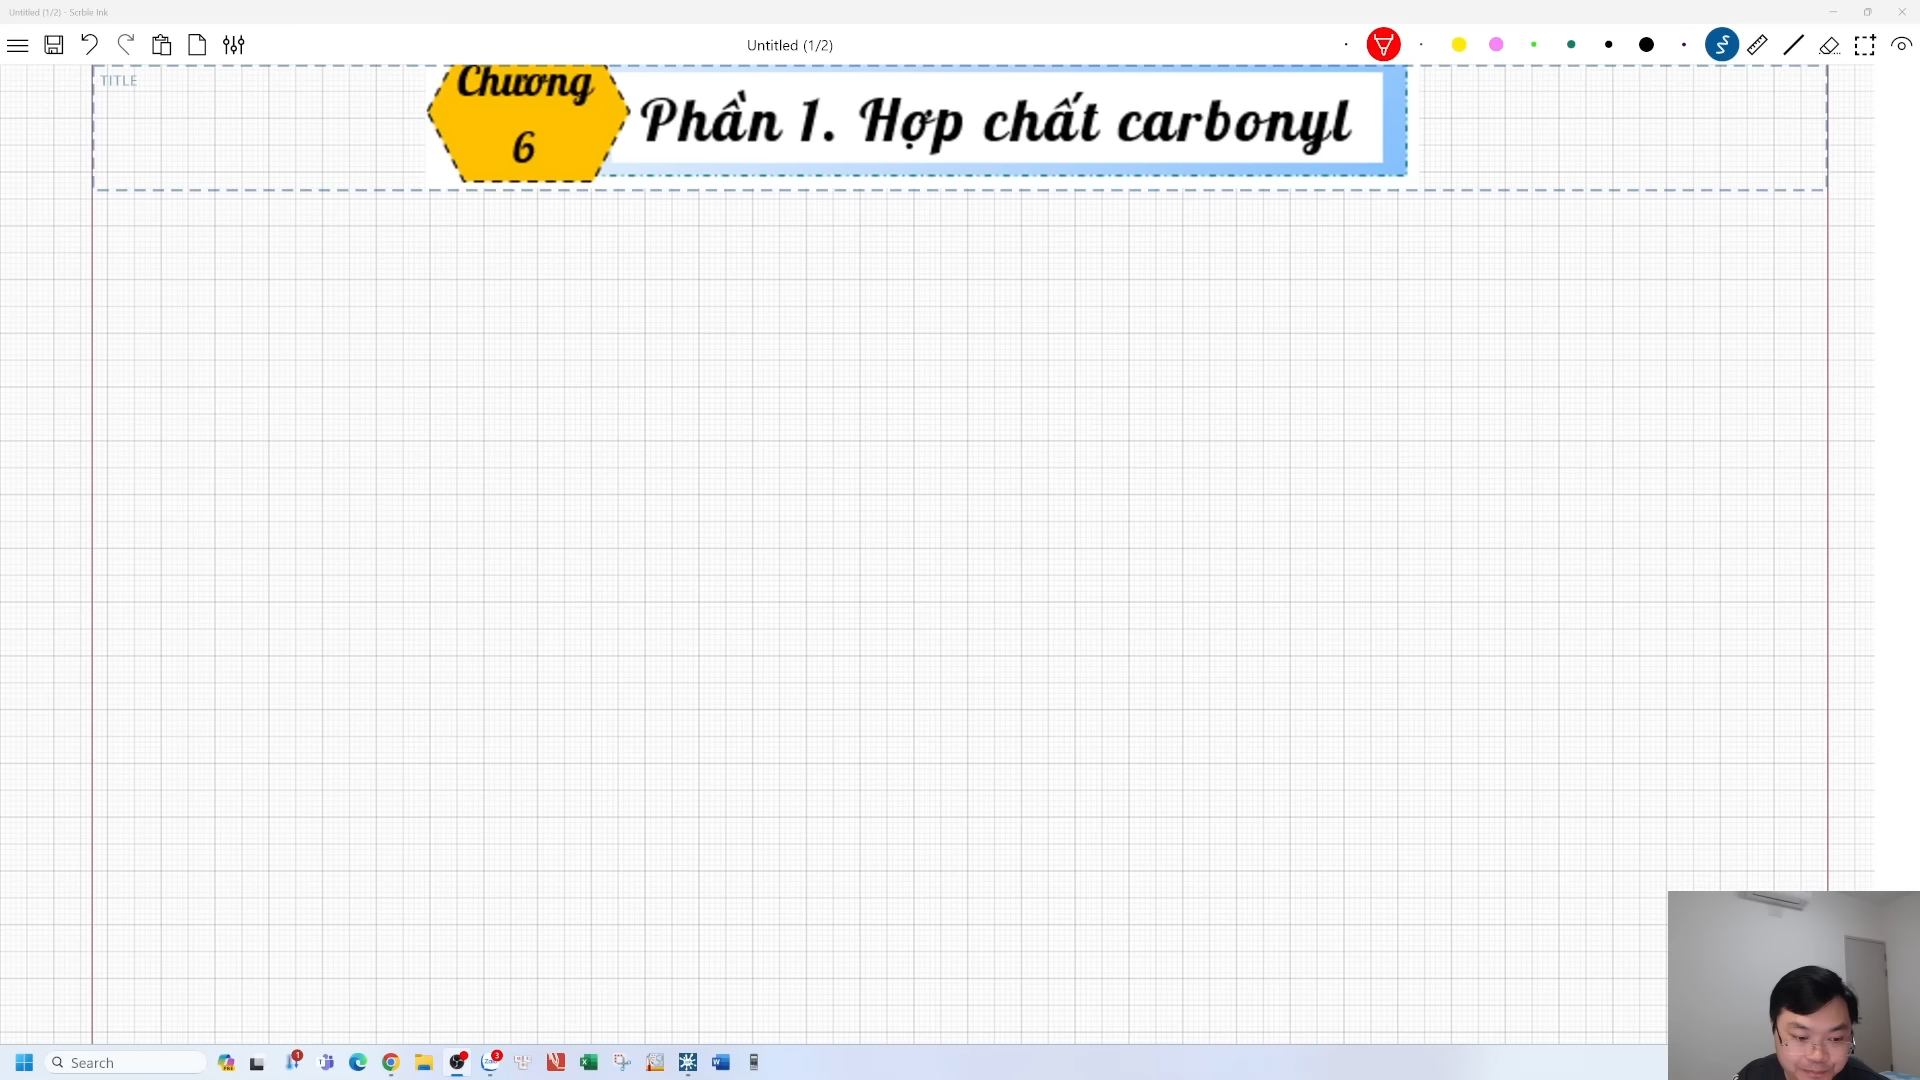 Untitled (1/2) - Scrble Ink
Untitled (1/2)
TITLE
Chương
6
Phần 1. Hợp chất carbonyl
Search